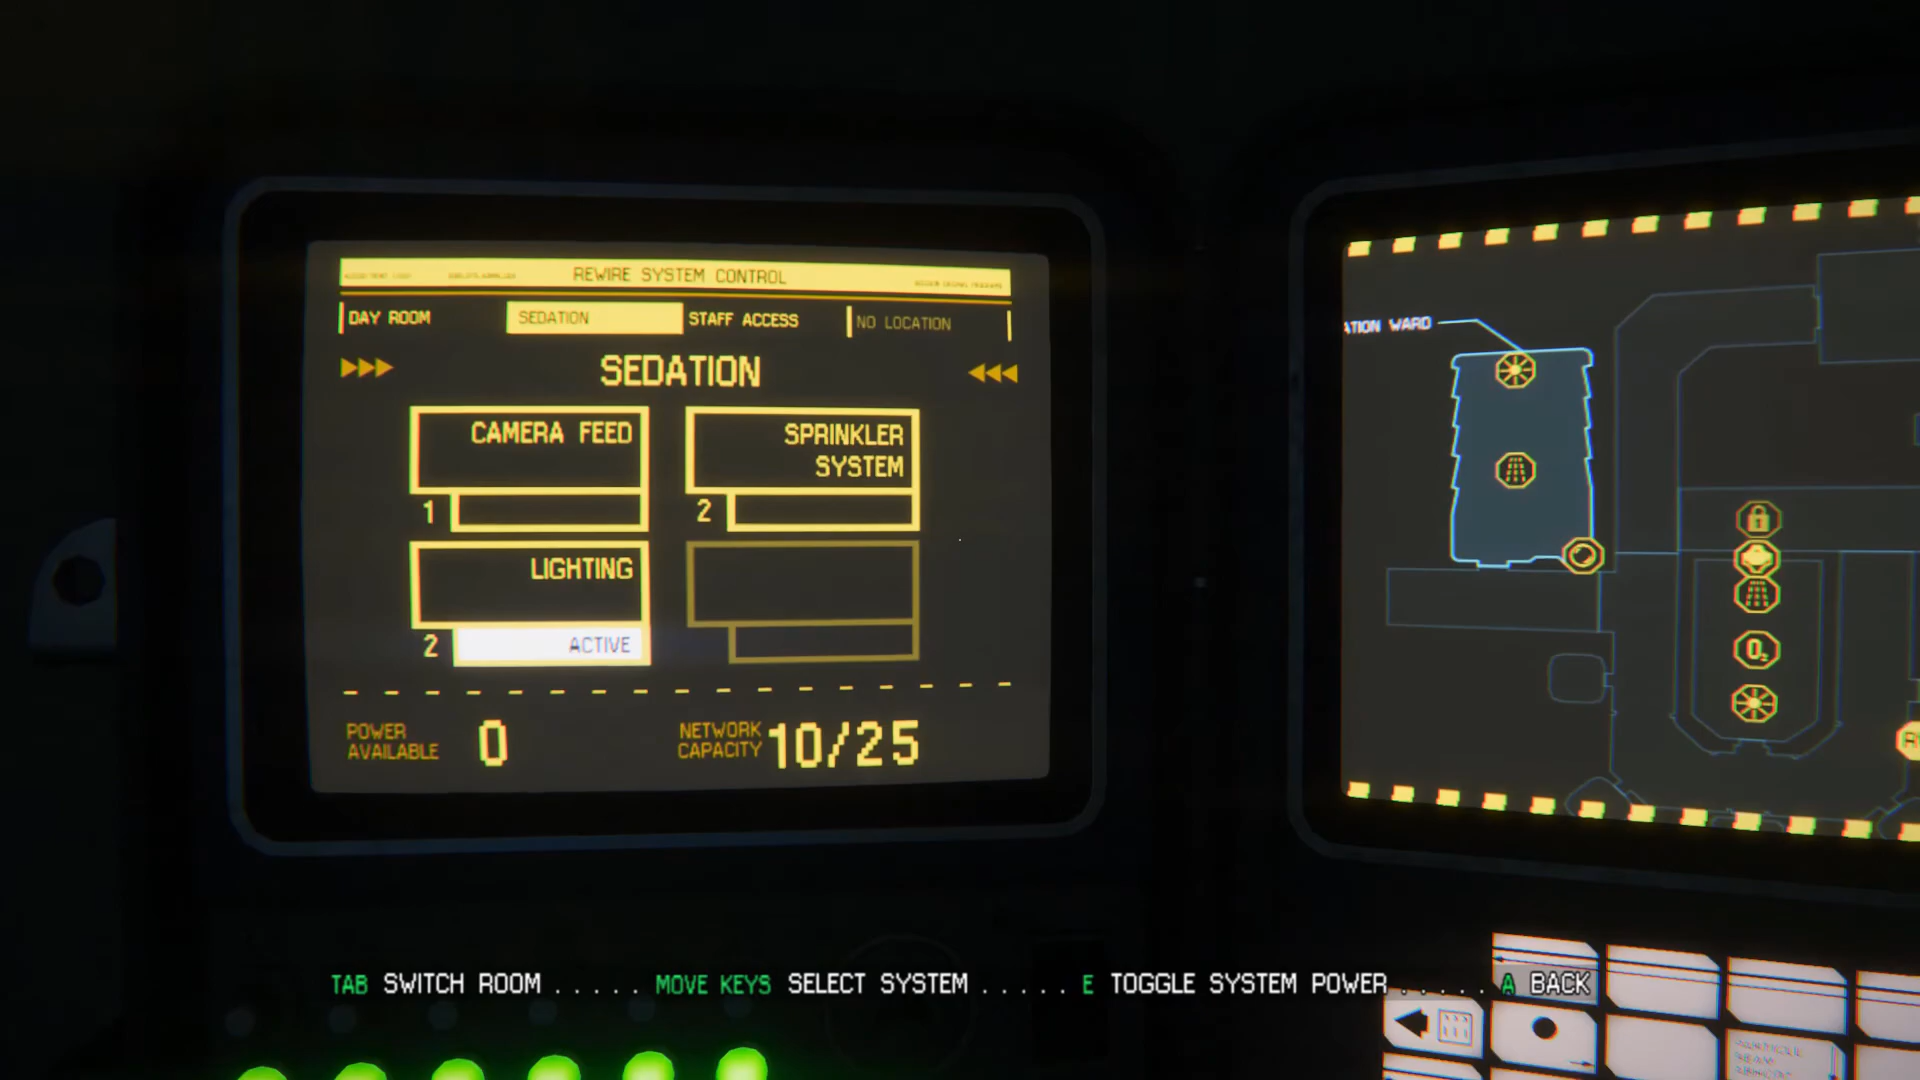 REWIRE SYSTEM CONTROL
DAY ROOM
SEDATION
STAFF ACCESS
NO LOCATION
SEDATION
CAMERA FEED
1
SPRINKLER
SYSTEM
2
LIGHTING
2
ACTIVE
POWER
AVAILABLE
0
NETWORK
CAPACITY
10/25
ATION WARD
O₂
TAB SWITCH ROOM ..... MOVE KEYS SELECT SYSTEM ..... E TOGGLE SYSTEM POWER ..... A BACK